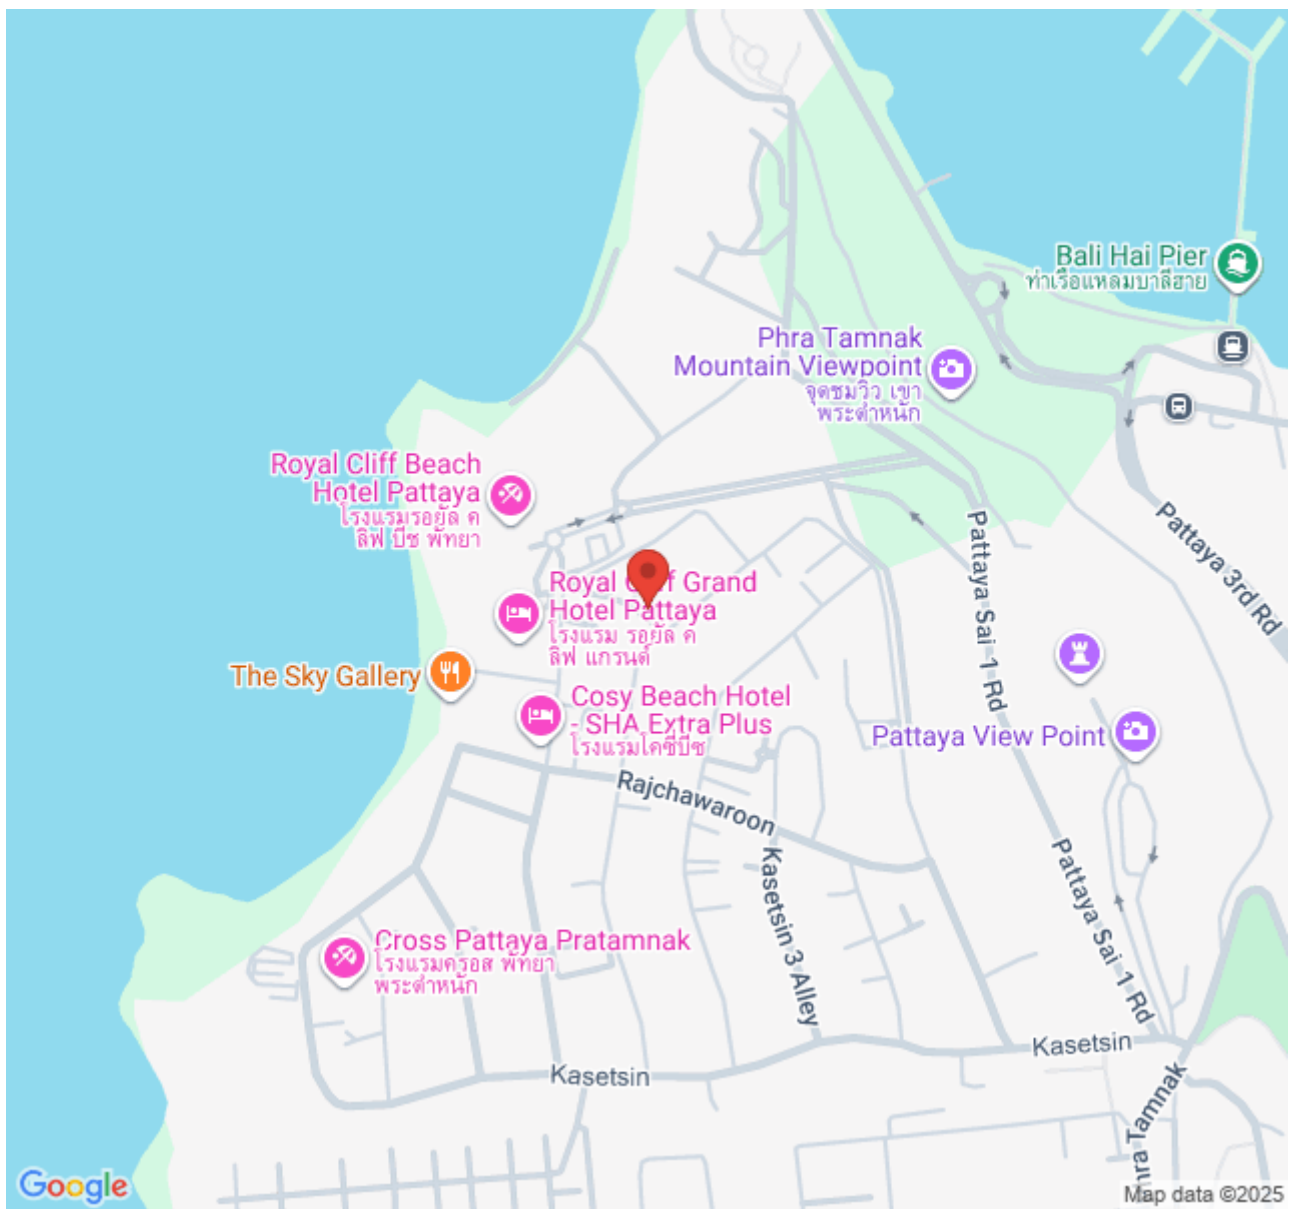 Bali Hai Pier
ท่าเรือแหลมบาลีฮาย
Phra Tamnak
Mountain Viewpoint
จุดชมวิว เขา
พระตำหนัก
Royal Cliff Beach
Hotel Pattaya
โรงแรมรอยัล ค
ลิฟ บีช พัทยา
Pattaya 3rd Rd
Pattaya Sai 1 Rd
Royal Cliff Grand
Hotel Pattaya
โรงแรม รอยัล ค
ลิฟ แกรนด์
The Sky Gallery
Cosy Beach Hotel
- SHA Extra Plus
โรงแรมโคซี่บีช
Pattaya View Point
Rajchawaroon
Kasetsin 3 Alley
Pattaya Sai 1 Rd
Cross Pattaya Pratamnak
โรงแรมครอส พัทยา
พระตำหนัก
Kasetsin
Kasetsin
Tamnak
Google
Map data ©2025